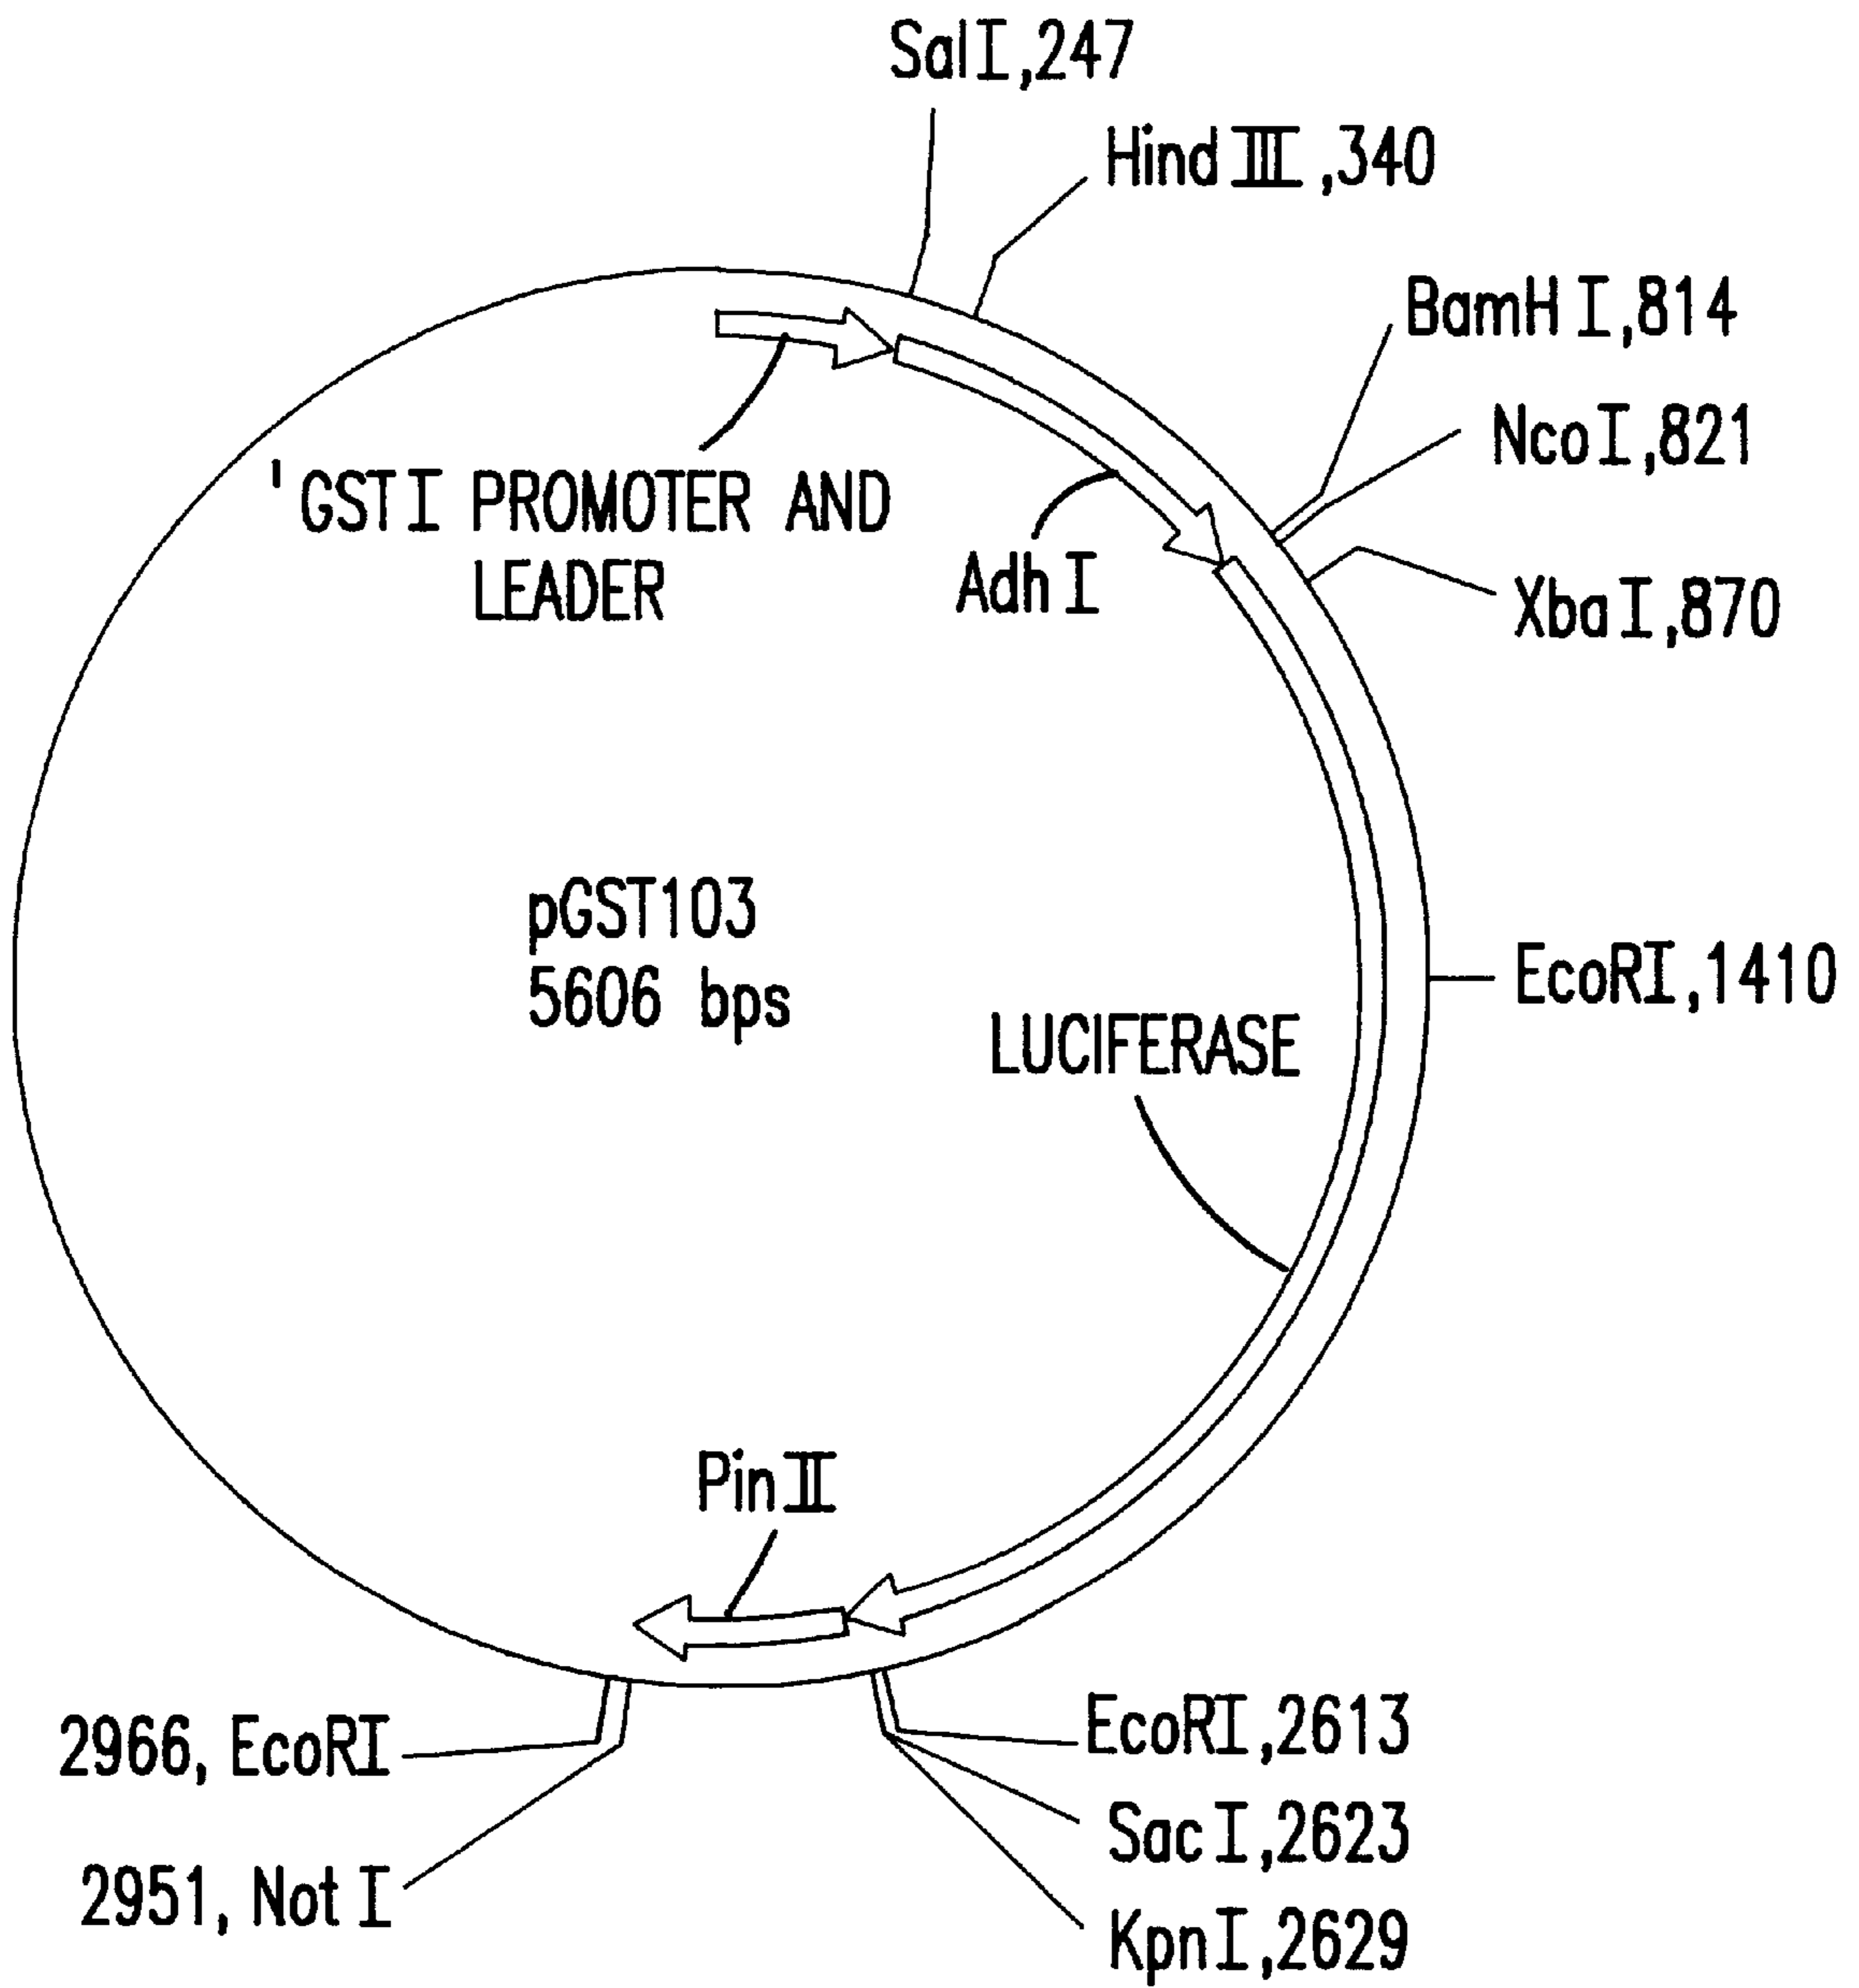 SalI,247
HindIII,340
BamHI,814
NcoI,821
XbaI,870
'GSTI PROMOTER AND
LEADER
AdhI
pGST103
5606 bps
EcoRI,1410
LUCIFERASE
PinII
2966, EcoRI
2951, NotI
EcoRI,2613
SacI,2623
KpnI,2629